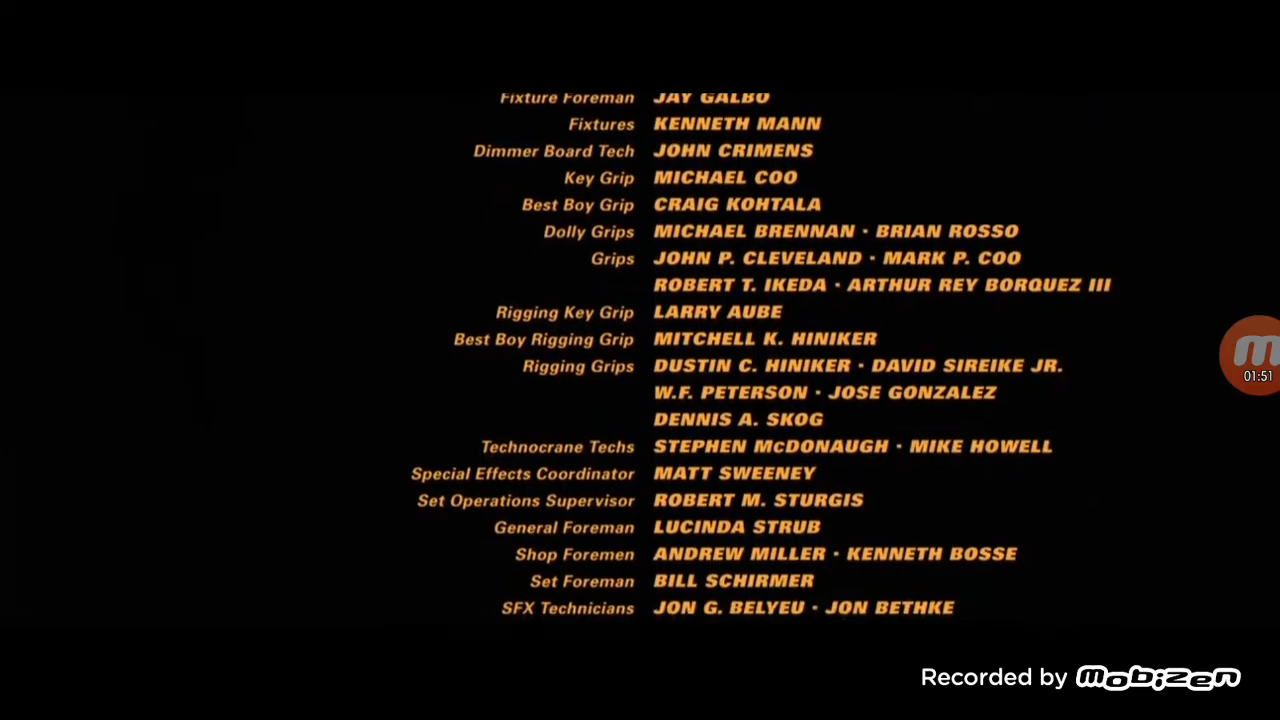 Fixture Foreman JAY GALBO
Fixtures KENNETH MANN
Dimmer Board Tech JOHN CRIMENS
Key Grip MICHAEL COO
Best Boy Grip CRAIG KOHTALA
Dolly Grips MICHAEL BRENNAN · BRIAN ROSSO
Grips JOHN P. CLEVELAND · MARK P. COO
ROBERT T. IKEDA · ARTHUR REY BORQUEZ III
Rigging Key Grip LARRY AUBE
Best Boy Rigging Grip MITCHELL K. HINIKER
Rigging Grips DUSTIN C. HINIKER · DAVID SIREIKE JR.
W.F. PETERSON · JOSE GONZALEZ
DENNIS A. SKOG
Technocrane Techs STEPHEN McDONAUGH · MIKE HOWELL
Special Effects Coordinator MATT SWEENEY
Set Operations Supervisor ROBERT M. STURGIS
General Foreman LUCINDA STRUB
Shop Foremen ANDREW MILLER · KENNETH BOSSE
Set Foreman BILL SCHIRMER
SFX Technicians JON G. BELYEU · JON BETHKE
m
01:51
Recorded by mobizen